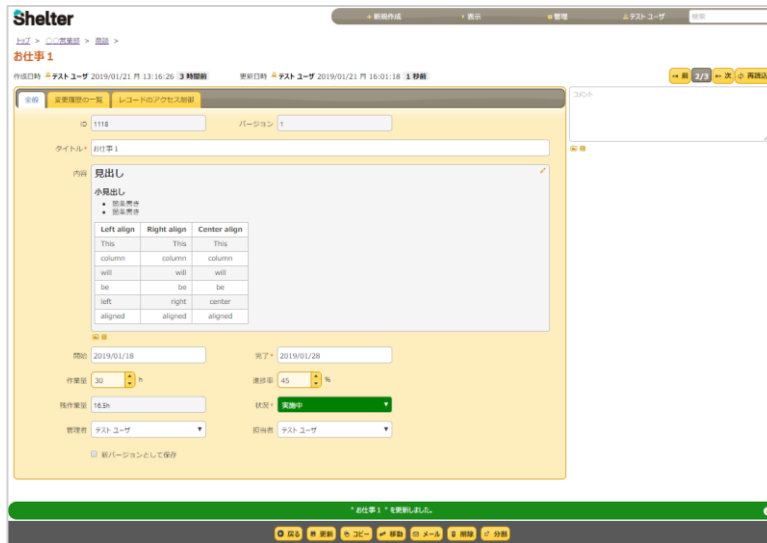 Shelter
新規作成 表示 管理 テスト ユーザ 検索
トップ > 〇〇営業部 > 商談 >
お仕事１
作成日時 テスト ユーザ 2019/01/21 月 13:16:26 3 時間前 更新日時 テスト ユーザ 2019/01/21 月 16:01:18 1 秒前
前 2/3 次 再読込
全般 変更履歴の一覧 レコードのアクセス制御
コメント
ID 1118 バージョン 1
タイトル* お仕事１
内容 見出し
小見出し
• 箇条書き
• 箇条書き
Left align Right align Center align
This This This
column column column
will will will
be be be
left right center
aligned aligned aligned
開始 2019/01/18 完了* 2019/01/28
作業量 30 h 進捗率 45 %
残作業量 16.5h 状況* 実施中
管理者 テスト ユーザ 担当者 テスト ユーザ
新バージョンとして保存
" お仕事１ " を更新しました。
戻る 更新 コピー 移動 メール 削除 分割